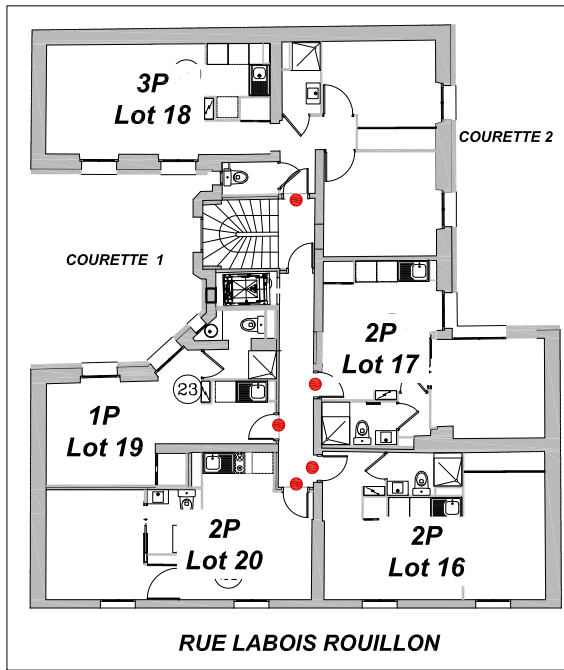 3P
Lot 18
COURETTE 2
COURETTE 1
2P
Lot 17
23
1P
Lot 19
2P
Lot 20
2P
Lot 16
RUE LABOIS ROUILLON